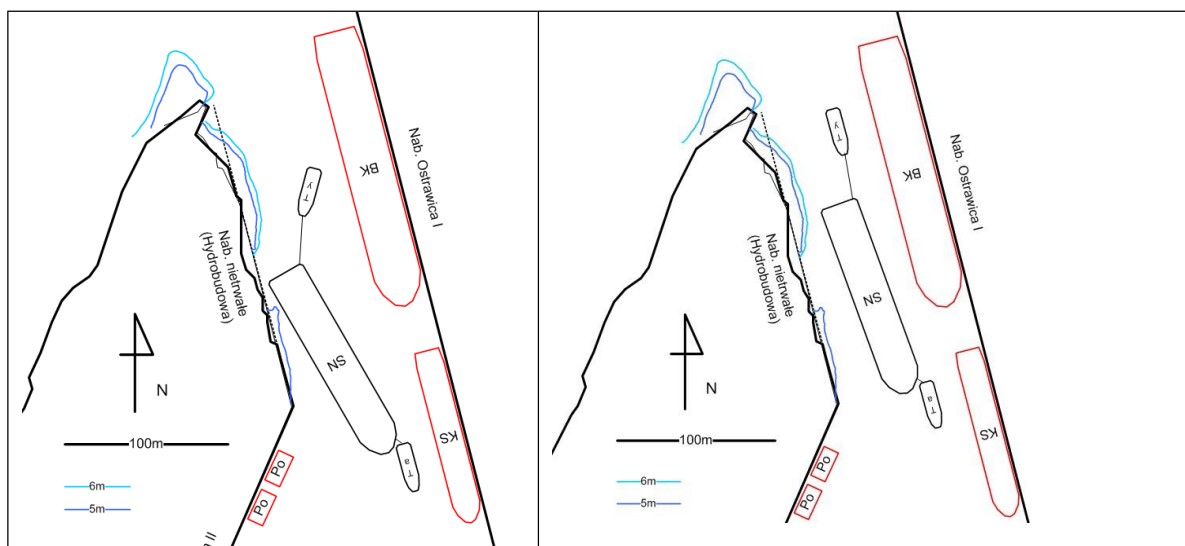 BK
Nab. Ostrawica I
T y
Nab. nietrwałe
(Hydrobudowa)
SN
N
100m
KS
T a
Po
Po
6m
5m
a II
BK
Nab. Ostrawica I
T y
Nab. nietrwałe
(Hydrobudowa)
SN
N
100m
KS
T a
Po
Po
6m
5m